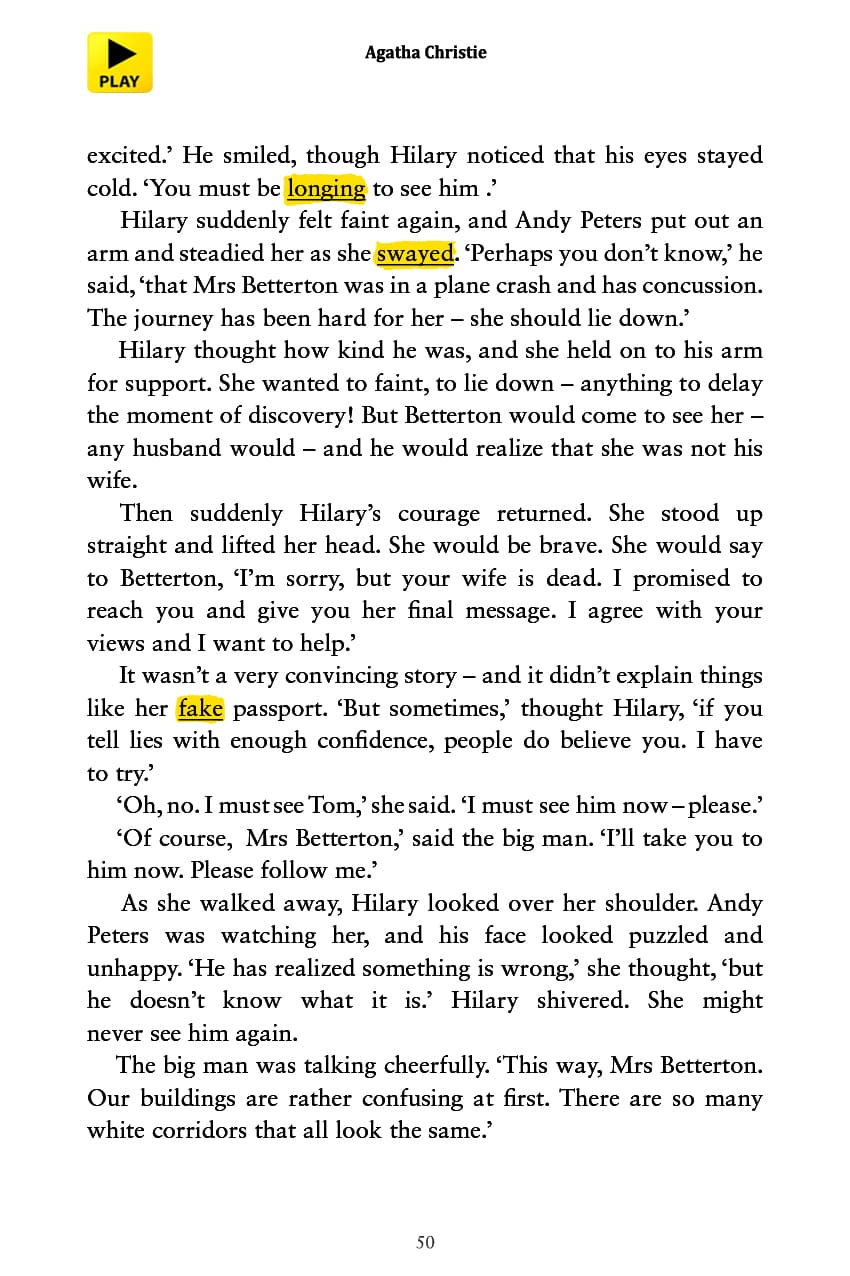 PLAY
Agatha Christie
excited.’ He smiled, though Hilary noticed that his eyes stayed
cold. ‘You must be longing to see him .’
Hilary suddenly felt faint again, and Andy Peters put out an
arm and steadied her as she swayed. ‘Perhaps you don’t know,’ he
said, ‘that Mrs Betterton was in a plane crash and has concussion.
The journey has been hard for her – she should lie down.’
Hilary thought how kind he was, and she held on to his arm
for support. She wanted to faint, to lie down – anything to delay
the moment of discovery! But Betterton would come to see her –
any husband would – and he would realize that she was not his
wife.
Then suddenly Hilary’s courage returned. She stood up
straight and lifted her head. She would be brave. She would say
to Betterton, ‘I’m sorry, but your wife is dead. I promised to
reach you and give you her final message. I agree with your
views and I want to help.’
It wasn’t a very convincing story – and it didn’t explain things
like her fake passport. ‘But sometimes,’ thought Hilary, ‘if you
tell lies with enough confidence, people do believe you. I have
to try.’
‘Oh, no. I must see Tom,’ she said. ‘I must see him now – please.’
‘Of course, Mrs Betterton,’ said the big man. ‘I’ll take you to
him now. Please follow me.’
As she walked away, Hilary looked over her shoulder. Andy
Peters was watching her, and his face looked puzzled and
unhappy. ‘He has realized something is wrong,’ she thought, ‘but
he doesn’t know what it is.’ Hilary shivered. She might
never see him again.
The big man was talking cheerfully. ‘This way, Mrs Betterton.
Our buildings are rather confusing at first. There are so many
white corridors that all look the same.’
50